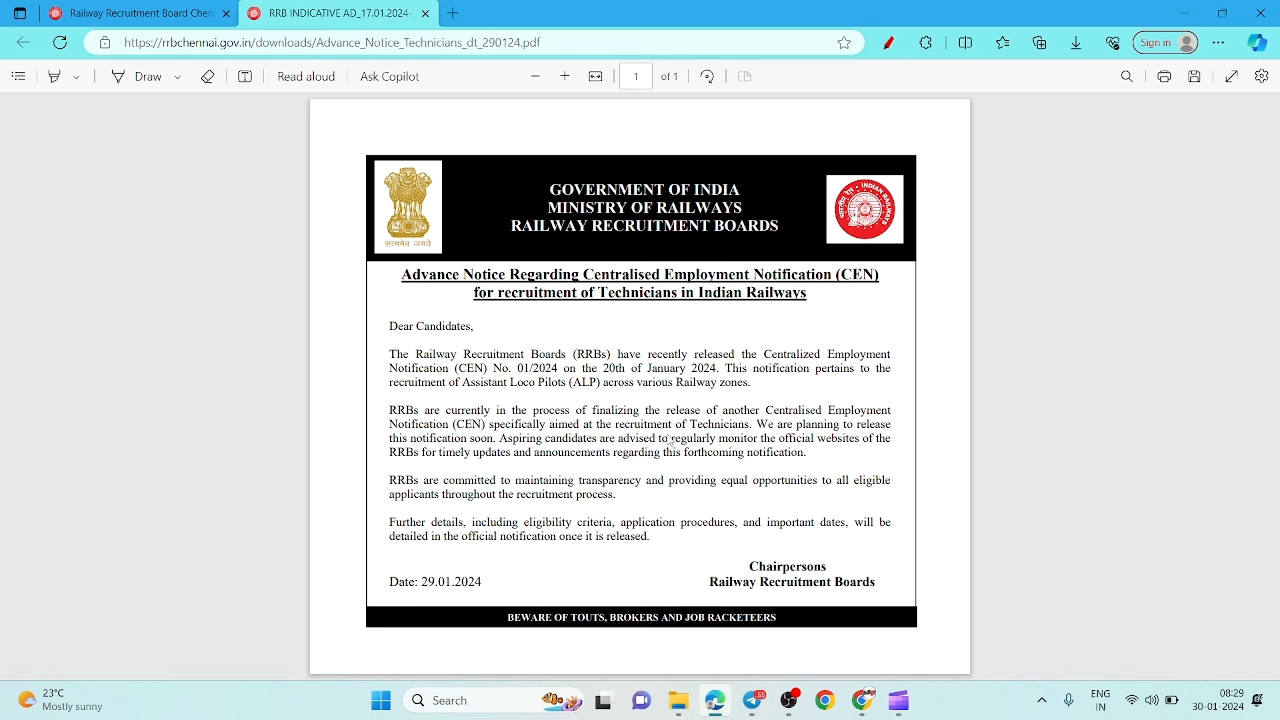 Railway Recruitment Board Chen
RRB INDICATIVE AD_17.01.2024-
https://rrbchennai.gov.in/downloads/Advance_Notice_Technicians_dt_290124.pdf
Sign in
Draw
Read aloud
Ask Copilot
1 of 1
सत्यमेव जयते
GOVERNMENT OF INDIA
MINISTRY OF RAILWAYS
RAILWAY RECRUITMENT BOARDS
INDIAN RAILWAYS
Advance Notice Regarding Centralised Employment Notification (CEN)
for recruitment of Technicians in Indian Railways
Dear Candidates,
The Railway Recruitment Boards (RRBs) have recently released the Centralized Employment
Notification (CEN) No. 01/2024 on the 20th of January 2024. This notification pertains to the
recruitment of Assistant Loco Pilots (ALP) across various Railway zones.
RRBs are currently in the process of finalizing the release of another Centralised Employment
Notification (CEN) specifically aimed at the recruitment of Technicians. We are planning to release
this notification soon. Aspiring candidates are advised to regularly monitor the official websites of the
RRBs for timely updates and announcements regarding this forthcoming notification.
RRBs are committed to maintaining transparency and providing equal opportunities to all eligible
applicants throughout the recruitment process.
Further details, including eligibility criteria, application procedures, and important dates, will be
detailed in the official notification once it is released.
Chairpersons
Date: 29.01.2024
Railway Recruitment Boards
BEWARE OF TOUTS, BROKERS AND JOB RACKETEERS
23°C
Mostly sunny
Search
ENG
IN
08:29
30-01-2024